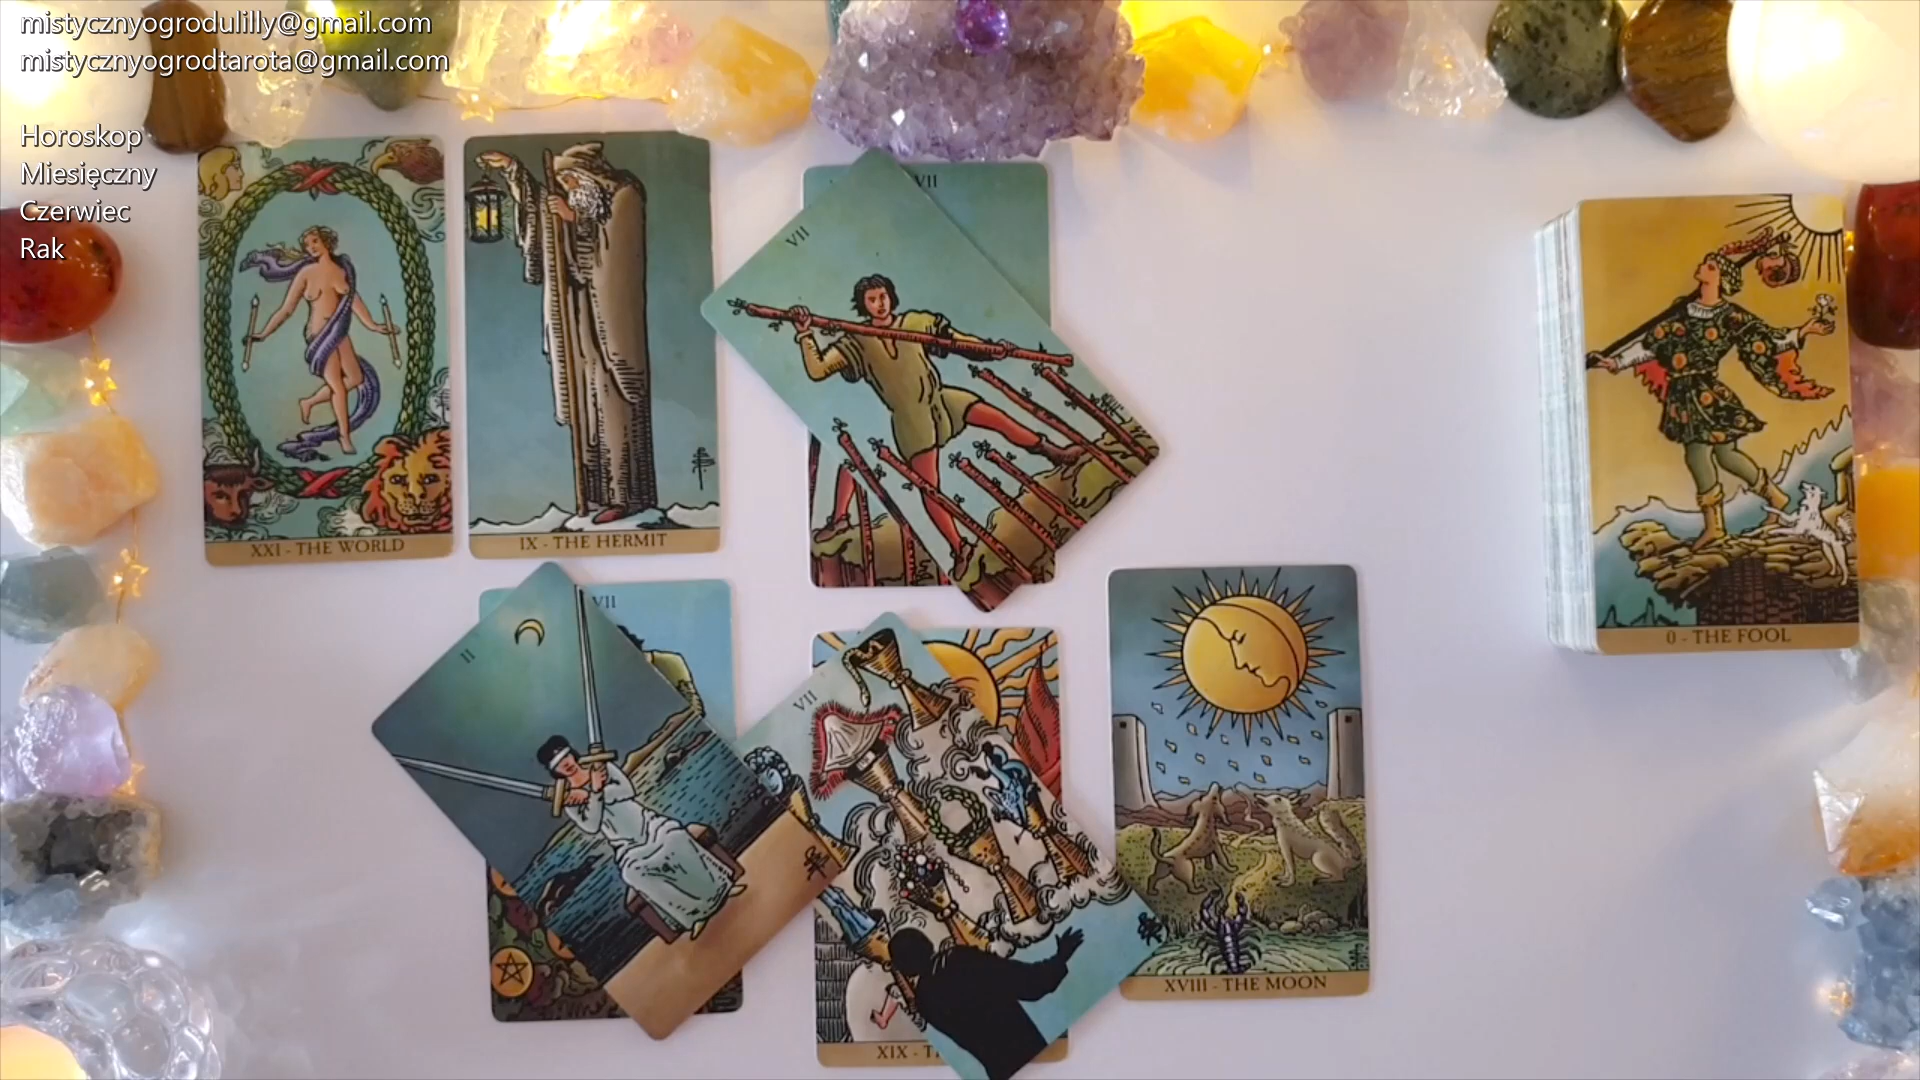 mistycznyogrodulilly@gmail.com
mistycznyogrodtarota@gmail.com
Horoskop
Miesięczny
Czerwiec
Rak
VII
VII
XXI - THE WORLD
IX - THE HERMIT
0 - THE FOOL
VII
II
VII
XVIII - THE MOON
XIX - T